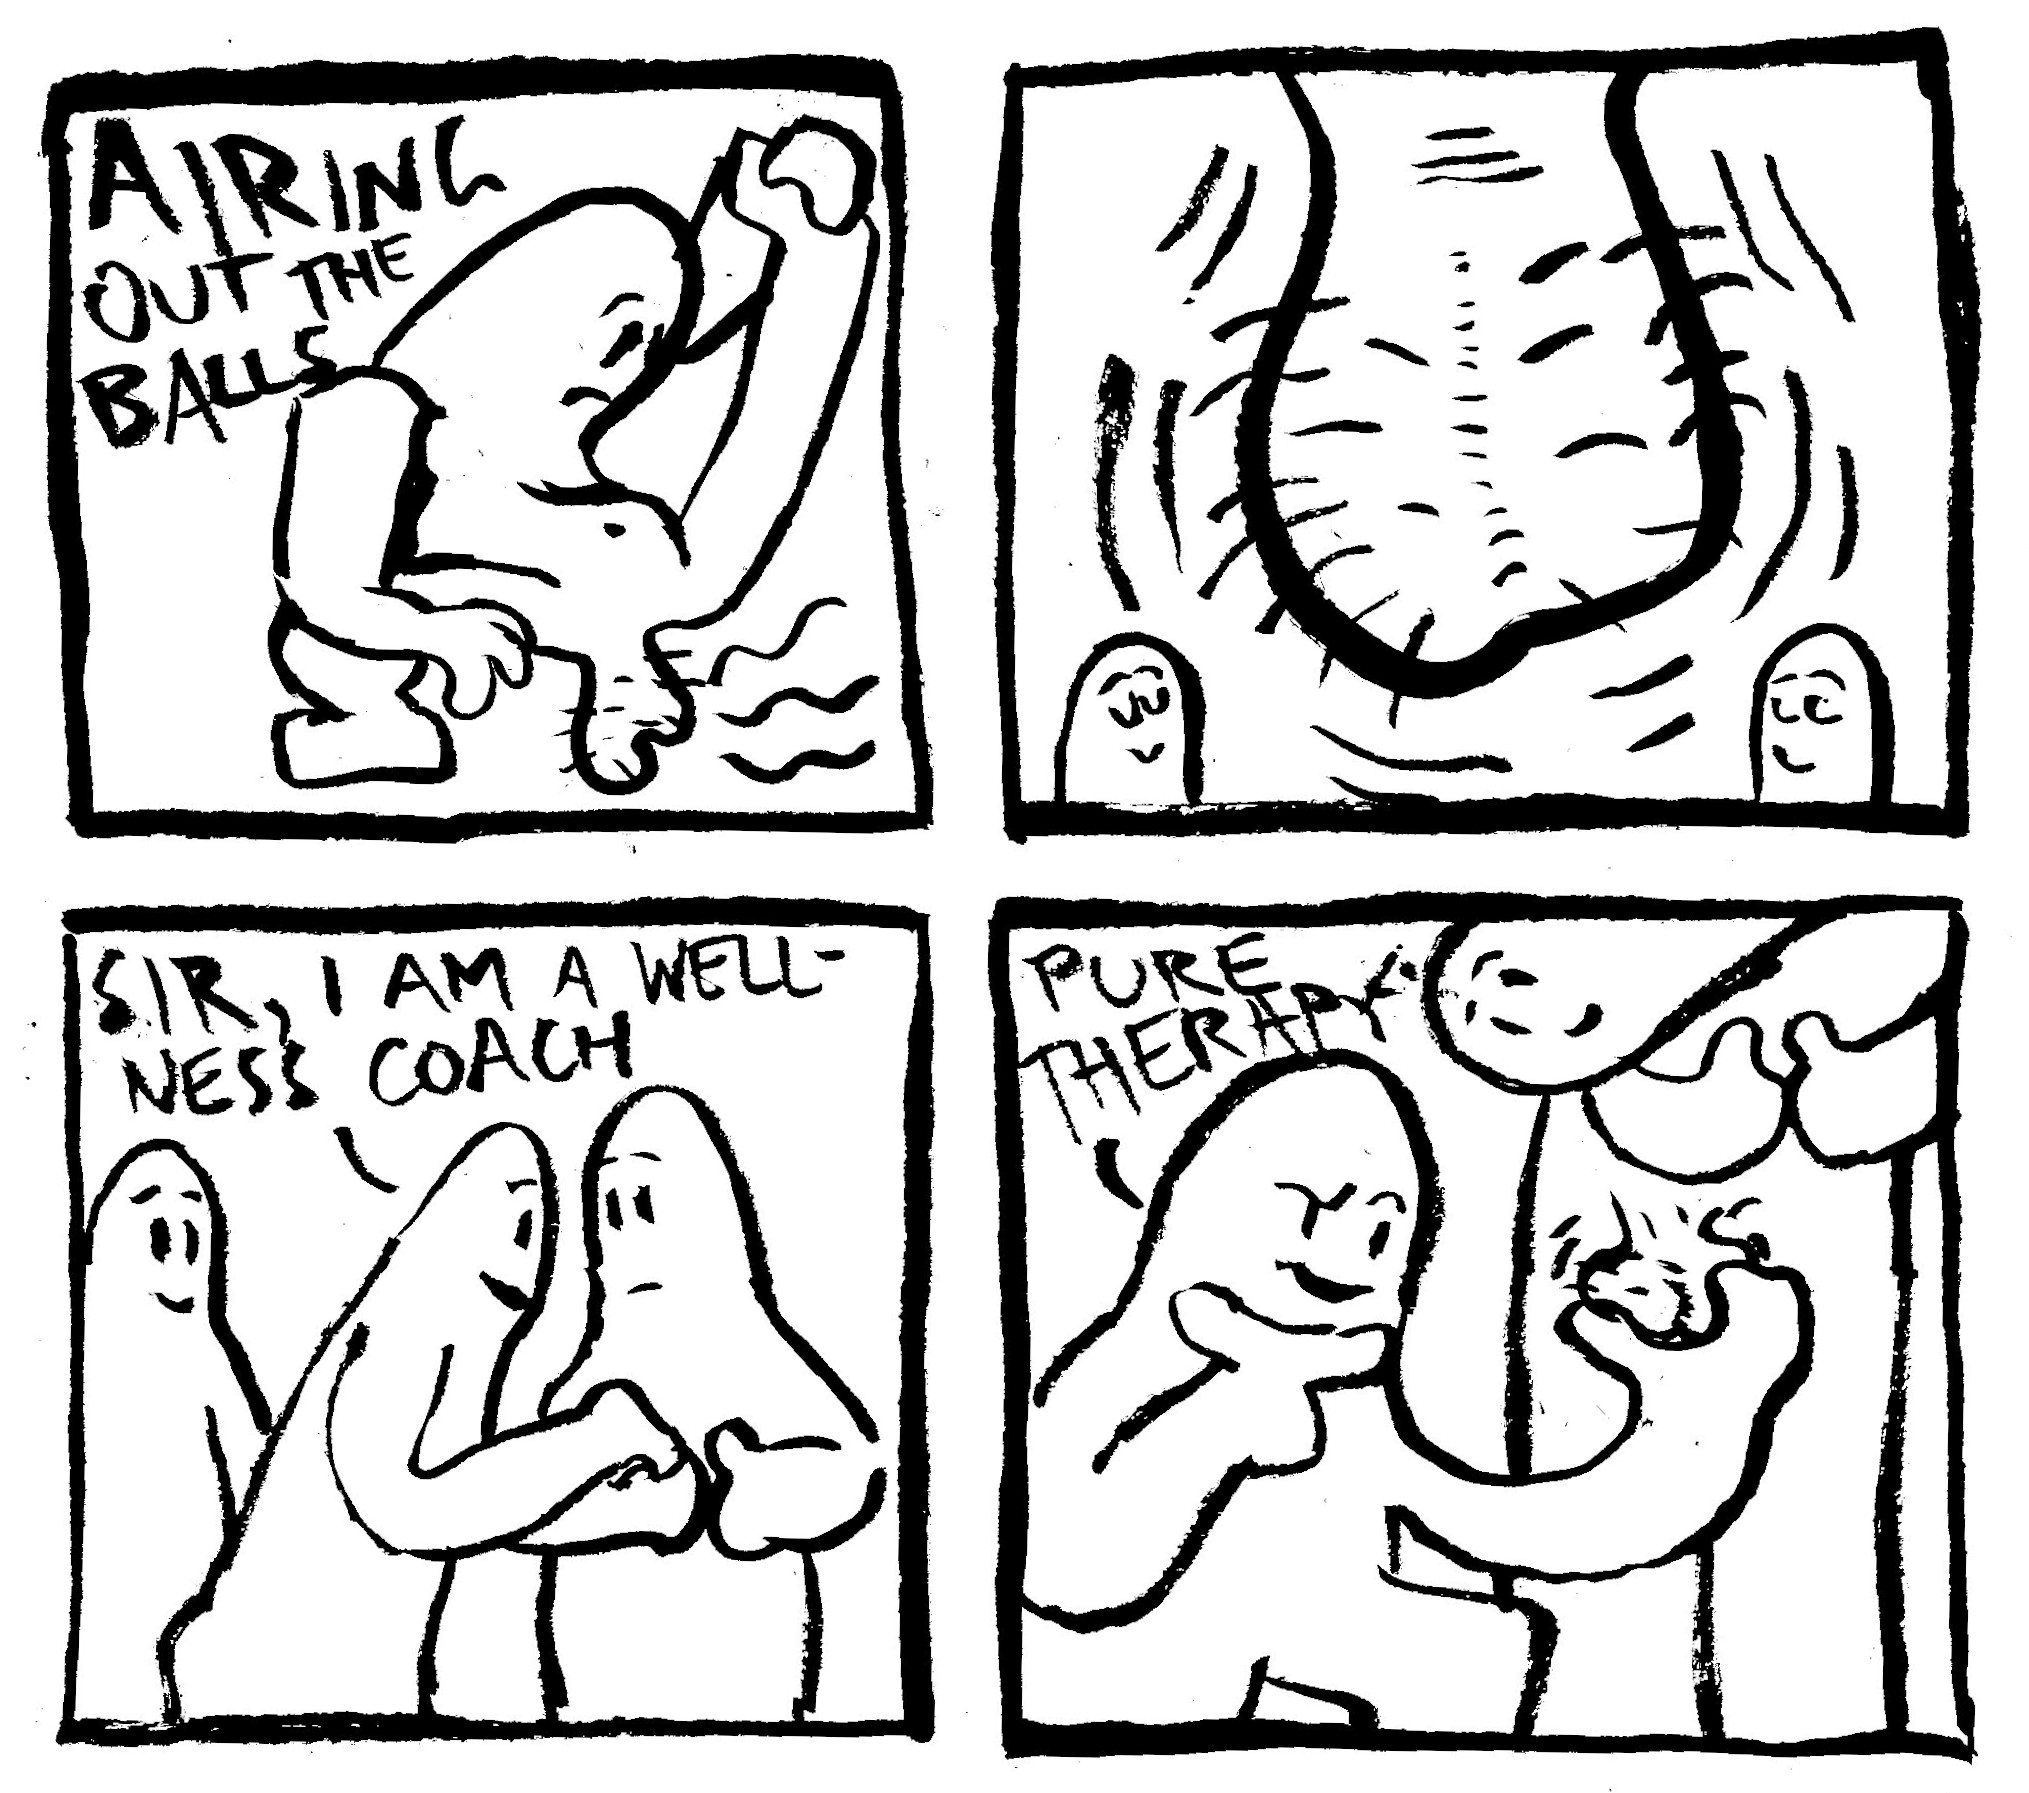 AIRING
OUT THE
BALLS
SIR, I AM A WELL-
NESS COACH
PURE
THERAPY